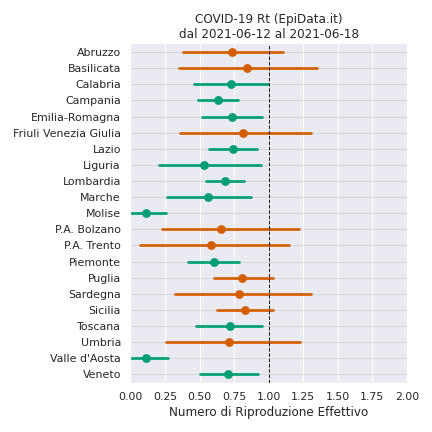 COVID-19 Rt (EpiData.it)
dal 2021-06-12 al 2021-06-18
Abruzzo
Basilicata
Calabria
Campania
Emilia-Romagna
Friuli Venezia Giulia
Lazio
Liguria
Lombardia
Marche
Molise
P.A. Bolzano
P.A. Trento
Piemonte
Puglia
Sardegna
Sicilia
Toscana
Umbria
Valle d'Aosta
Veneto
0.00 0.25 0.50 0.75 1.00 1.25 1.50 1.75 2.00
Numero di Riproduzione Effettivo